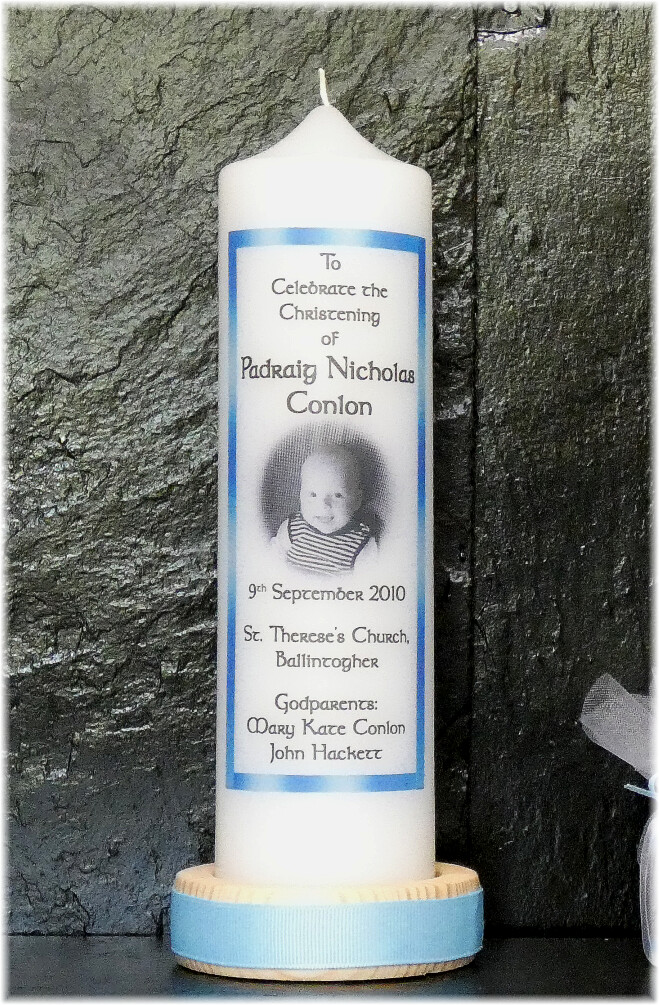 To
Celebrate the
Christening
of
Padraig Nicholas
Conlon
9th September 2010
St. Therese's Church,
Ballintogher
Godparents:
Mary Kate Conlon
John Hackett